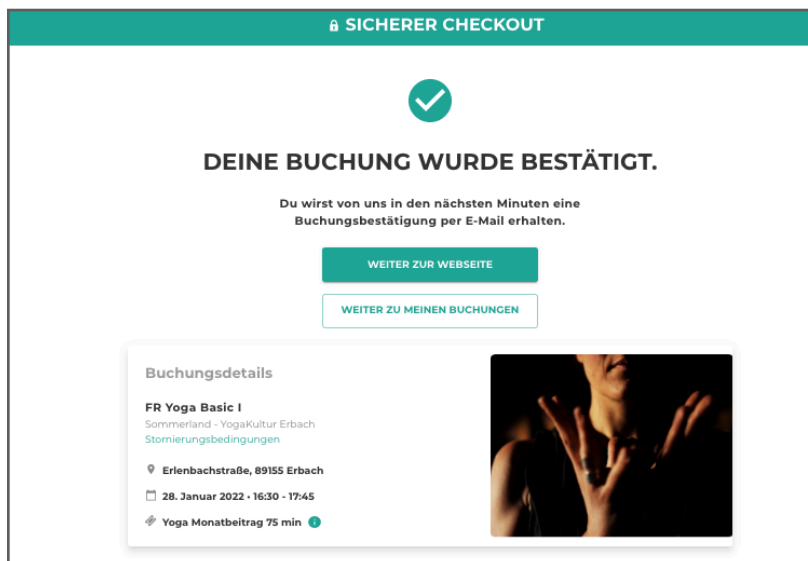 SICHERER CHECKOUT
DEINE BUCHUNG WURDE BESTÄTIGT.
Du wirst von uns in den nächsten Minuten eine
Buchungsbestätigung per E-Mail erhalten.
WEITER ZUR WEBSEITE
WEITER ZU MEINEN BUCHUNGEN
Buchungsdetails
FR Yoga Basic I
Sommerland - YogaKultur Erbach
Stornierungsbedingungen
Erlenbachstraße, 89155 Erbach
28. Januar 2022 • 16:30 - 17:45
Yoga Monatbeitrag 75 min